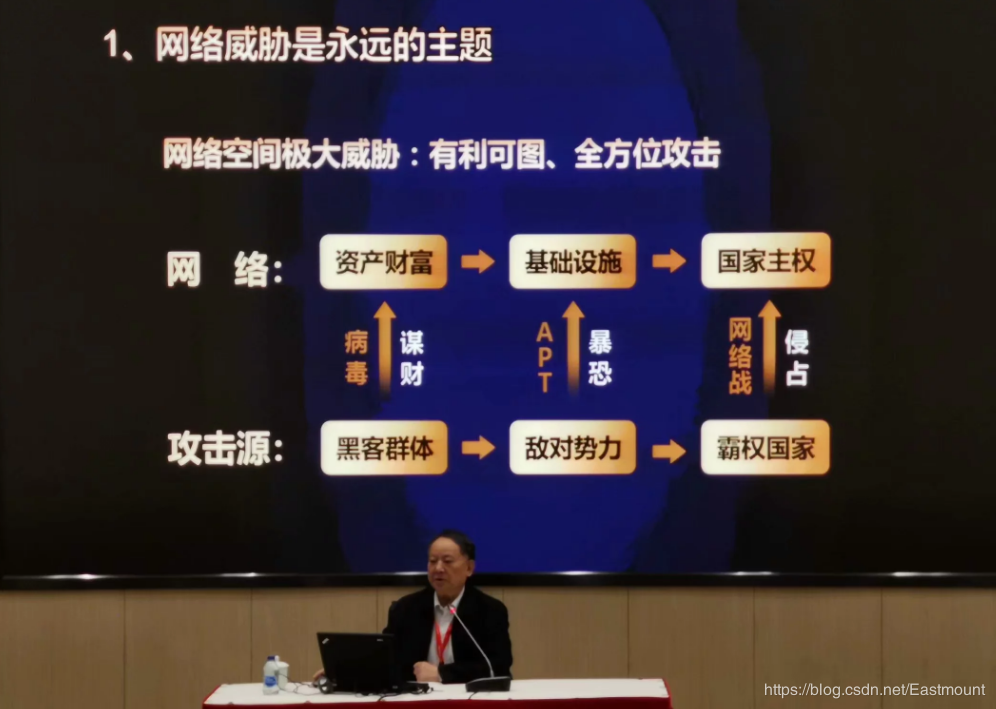 1、网络威胁是永远的主题
网络空间极大威胁：有利可图、全方位攻击
网 络： 资产财富 基础设施 国家主权
病毒 谋财 APT 暴恐 网络战 侵占
攻击源： 黑客群体 敌对势力 霸权国家
https://blog.csdn.net/Eastmount